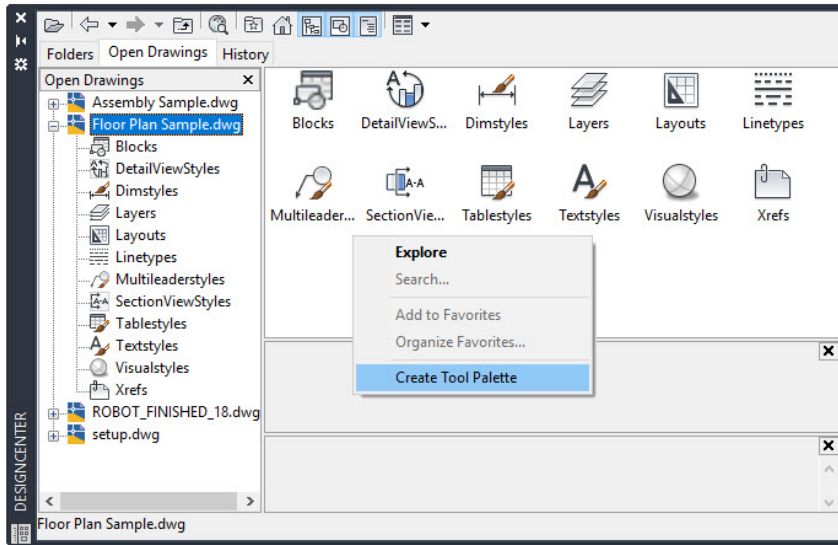 Folders Open Drawings History
Open Drawings
Assembly Sample.dwg
Floor Plan Sample.dwg
Blocks
DetailViewStyles
Dimstyles
Layers
Layouts
Linetypes
Multileaderstyles
SectionViewStyles
Tablestyles
Textstyles
Visualstyles
Xrefs
ROBOT_FINISHED_18.dwg
setup.dwg
Blocks DetailViewS... Dimstyles Layers Layouts Linetypes
Multileader... SectionVie... Tablestyles Textstyles Visualstyles Xrefs
Explore
Search...
Add to Favorites
Organize Favorites...
Create Tool Palette
DESIGNCENTER
Floor Plan Sample.dwg